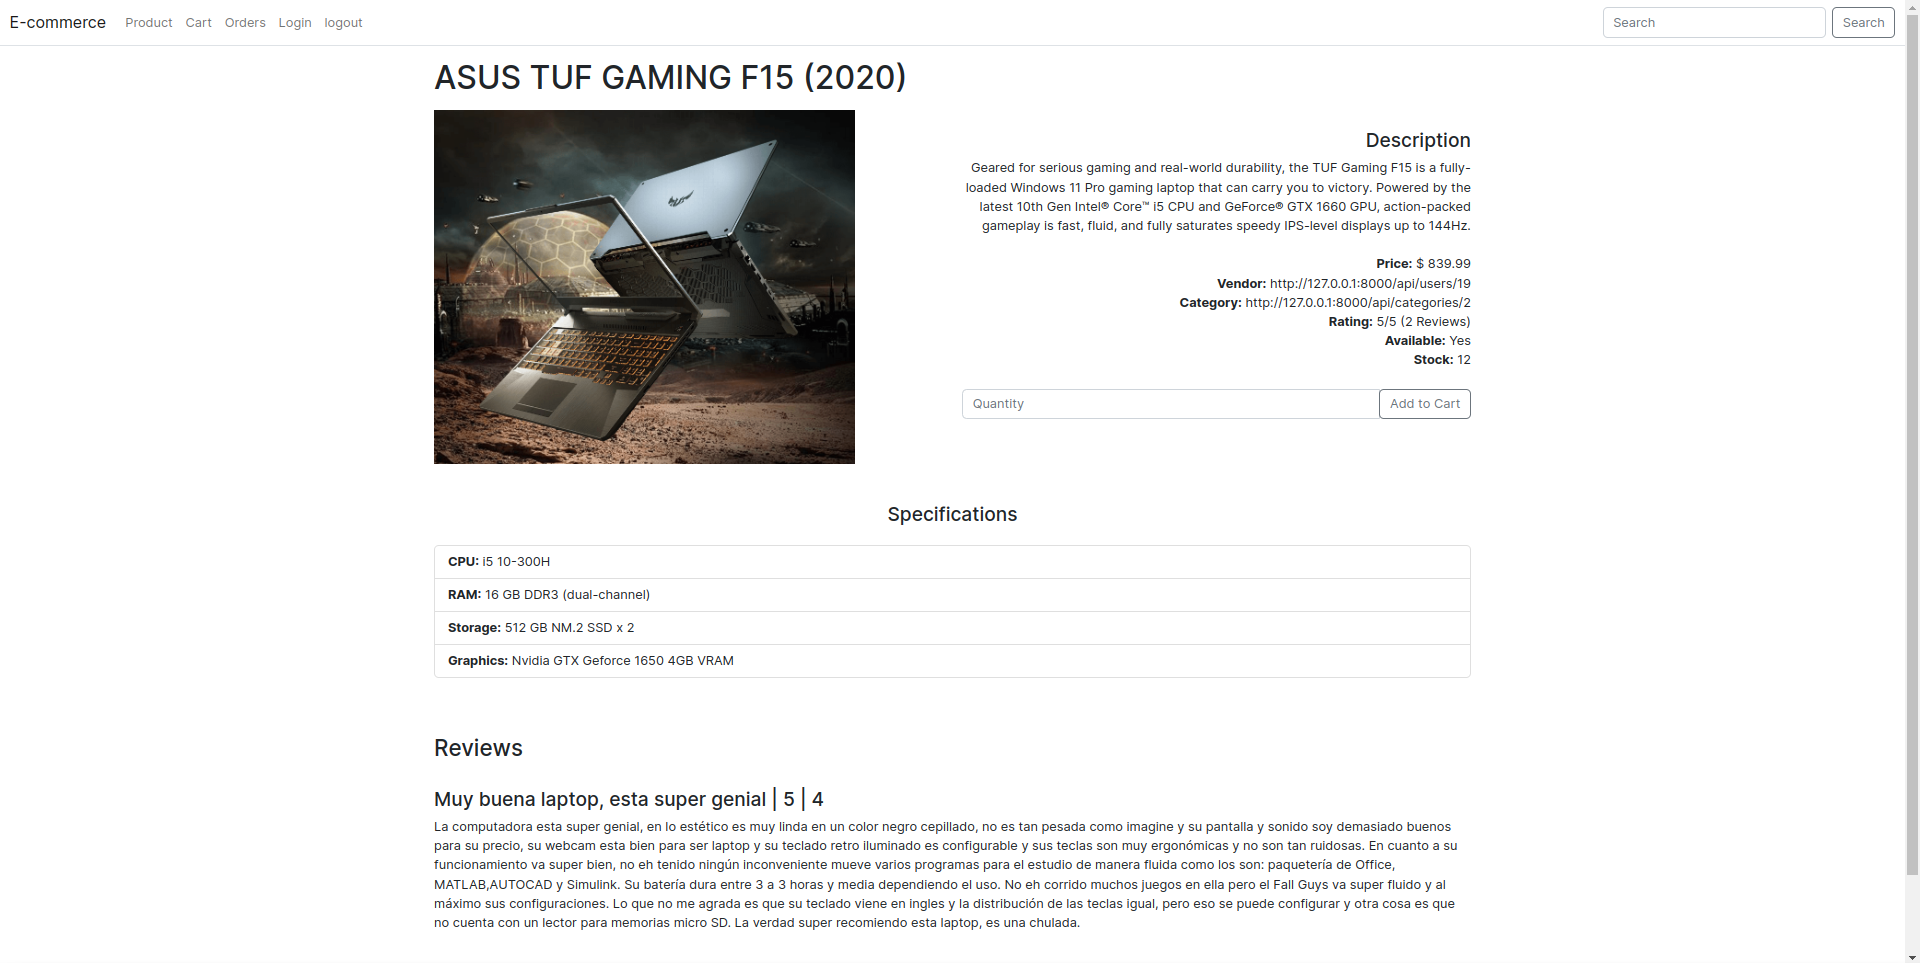 E-commerce Product Cart Orders Login logout Search Search
ASUS TUF GAMING F15 (2020)
Description
Geared for serious gaming and real-world durability, the TUF Gaming F15 is a fully-
loaded Windows 11 Pro gaming laptop that can carry you to victory. Powered by the
latest 10th Gen Intel® Core™ i5 CPU and GeForce® GTX 1660 GPU, action-packed
gameplay is fast, fluid, and fully saturates speedy IPS-level displays up to 144Hz.
Price: $ 839.99
Vendor: http://127.0.0.1:8000/api/users/19
Category: http://127.0.0.1:8000/api/categories/2
Rating: 5/5 (2 Reviews)
Available: Yes
Stock: 12
Quantity Add to Cart
Specifications
CPU: i5 10-300H
RAM: 16 GB DDR3 (dual-channel)
Storage: 512 GB NM.2 SSD x 2
Graphics: Nvidia GTX Geforce 1650 4GB VRAM
Reviews
Muy buena laptop, esta super genial | 5 | 4
La computadora esta super genial, en lo estético es muy linda en un color negro cepillado, no es tan pesada como imagine y su pantalla y sonido soy demasiado buenos
para su precio, su webcam esta bien para ser laptop y su teclado retro iluminado es configurable y sus teclas son muy ergonómicas y no son tan ruidosas. En cuanto a su
funcionamiento va super bien, no eh tenido ningún inconveniente mueve varios programas para el estudio de manera fluida como los son: paquetería de Office,
MATLAB,AUTOCAD y Simulink. Su batería dura entre 3 a 3 horas y media dependiendo el uso. No eh corrido muchos juegos en ella pero el Fall Guys va super fluido y al
máximo sus configuraciones. Lo que no me agrada es que su teclado viene en ingles y la distribución de las teclas igual, pero eso se puede configurar y otra cosa es que
no cuenta con un lector para memorias micro SD. La verdad super recomiendo esta laptop, es una chulada.